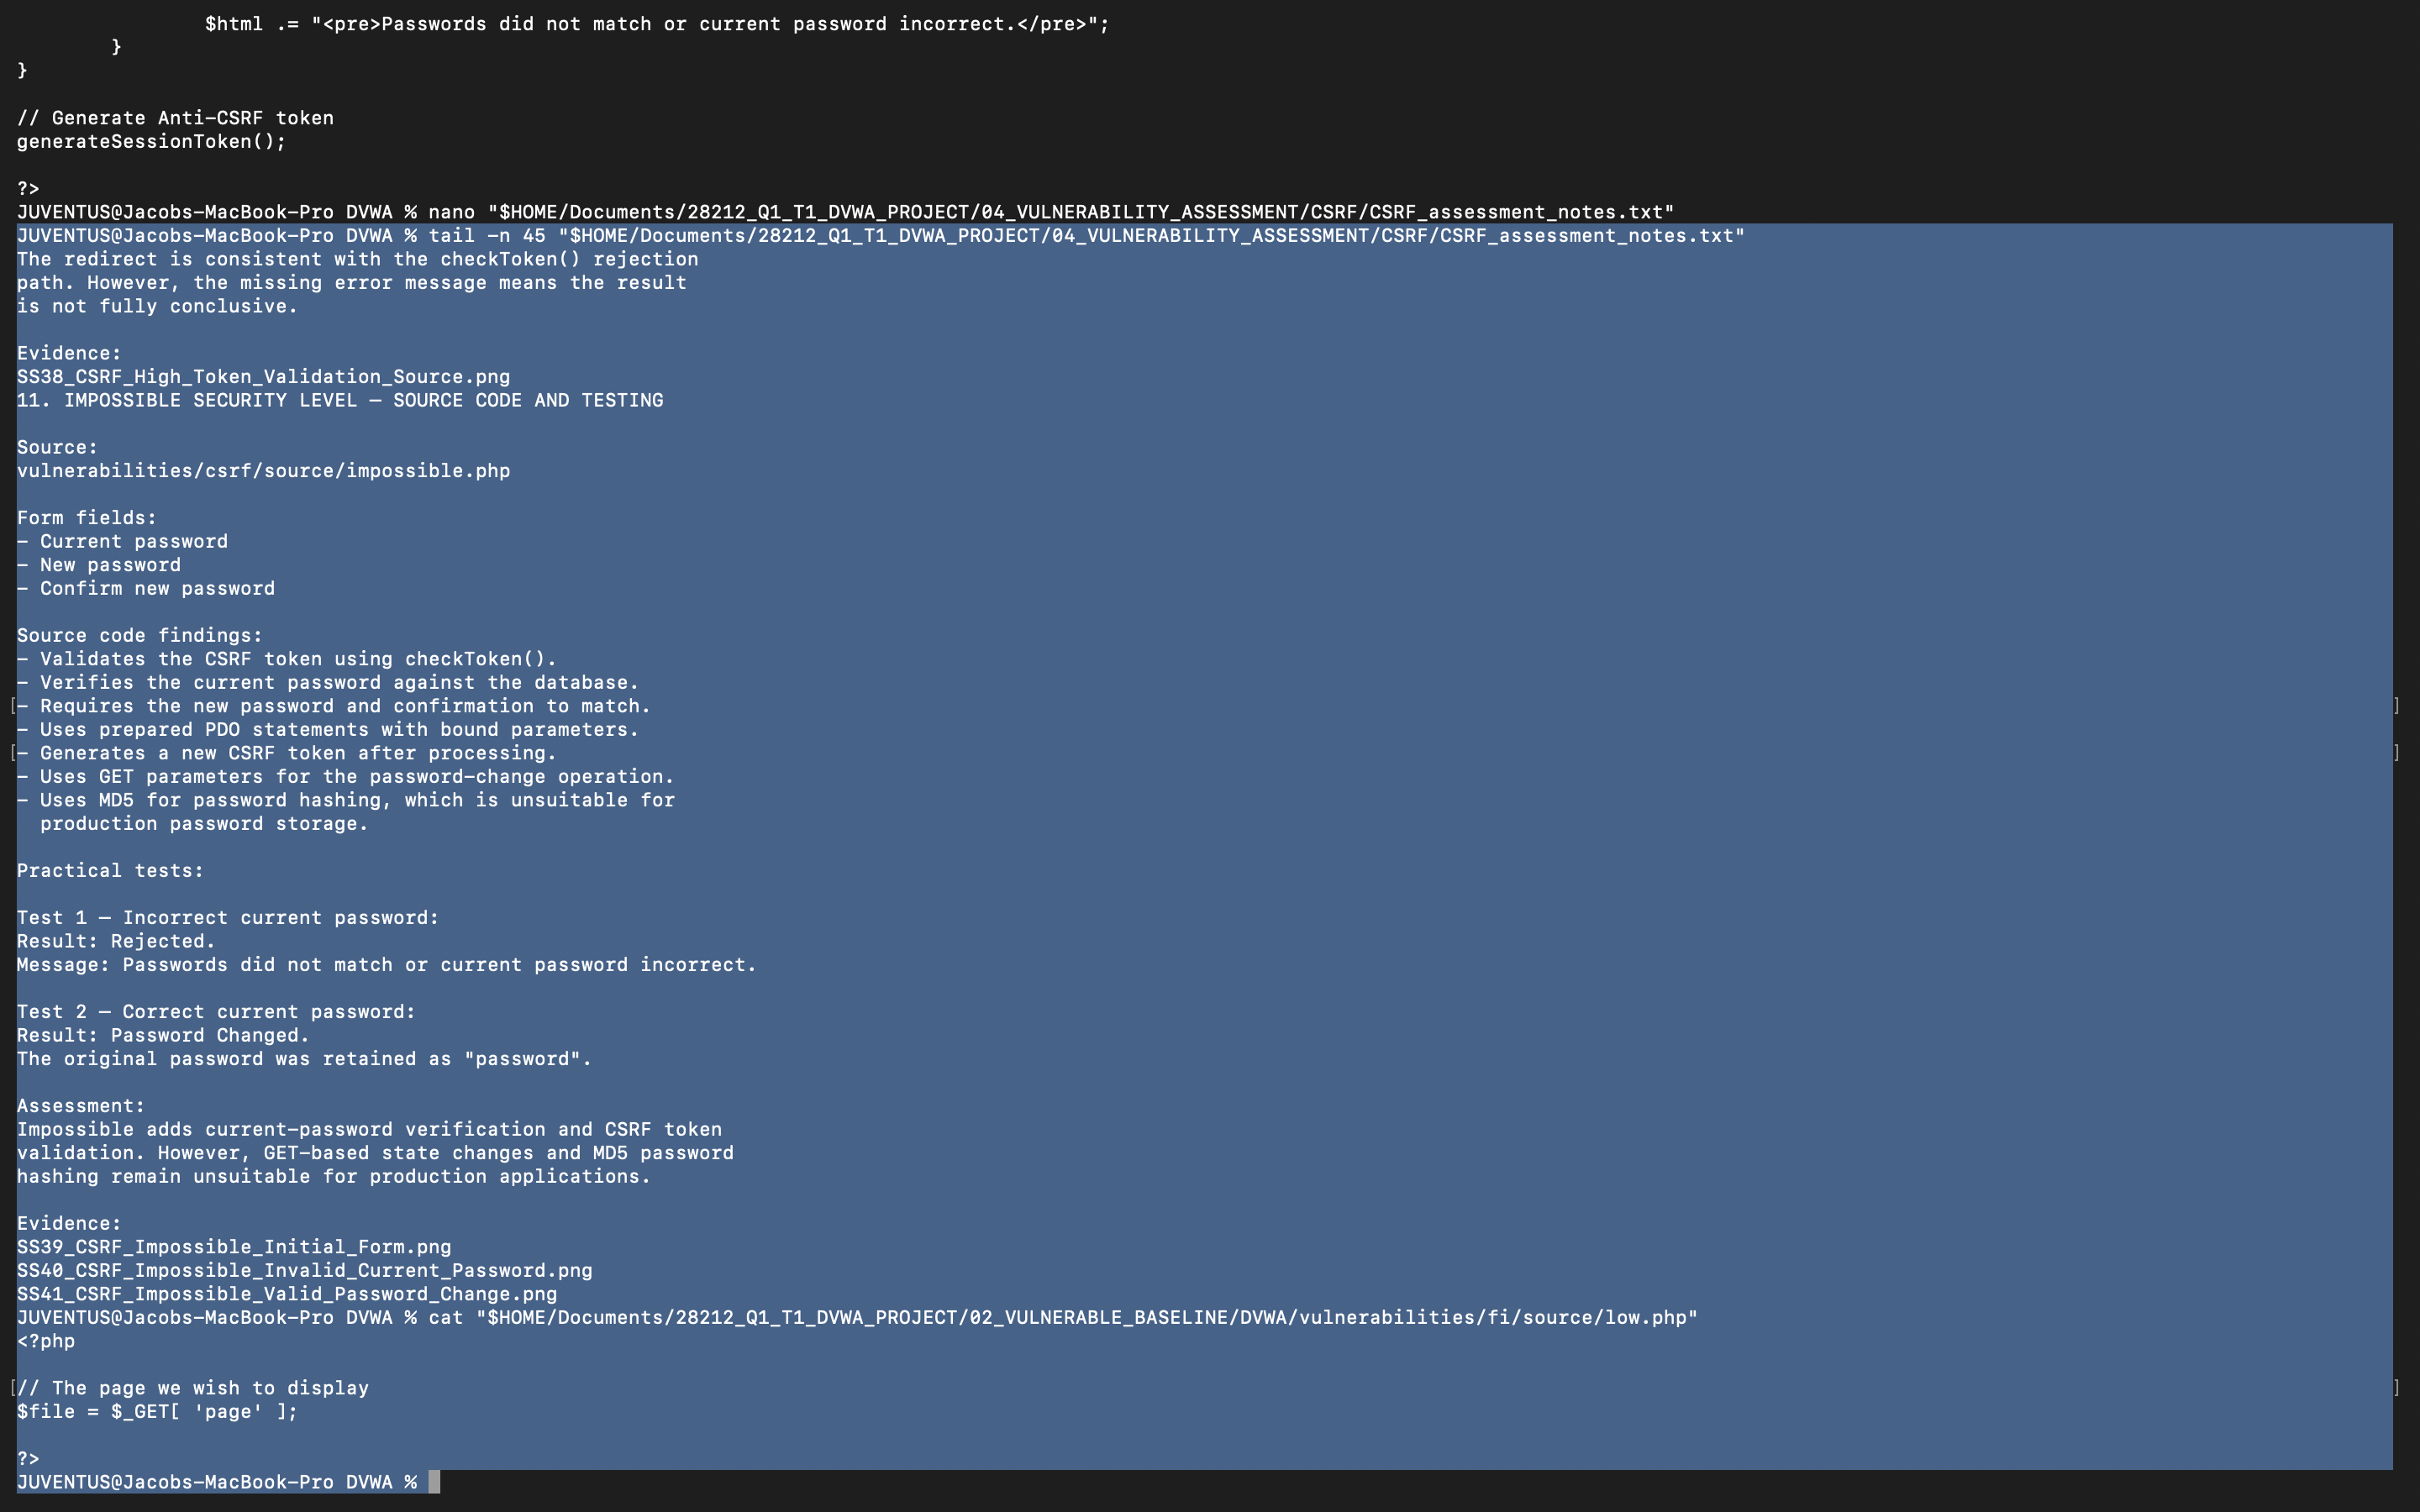 $html .= "<pre>Passwords did not match or current password incorrect.</pre>";
}
}
// Generate Anti-CSRF token
generateSessionToken();
?>
JUVENTUS@Jacobs-MacBook-Pro DVWA % nano "$HOME/Documents/28212_Q1_T1_DVWA_PROJECT/04_VULNERABILITY_ASSESSMENT/CSRF/CSRF_assessment_notes.txt"
JUVENTUS@Jacobs-MacBook-Pro DVWA % tail -n 45 "$HOME/Documents/28212_Q1_T1_DVWA_PROJECT/04_VULNERABILITY_ASSESSMENT/CSRF/CSRF_assessment_notes.txt"
The redirect is consistent with the checkToken() rejection
path. However, the missing error message means the result
is not fully conclusive.
Evidence:
SS38_CSRF_High_Token_Validation_Source.png
11. IMPOSSIBLE SECURITY LEVEL — SOURCE CODE AND TESTING
Source:
vulnerabilities/csrf/source/impossible.php
Form fields:
- Current password
- New password
- Confirm new password
Source code findings:
- Validates the CSRF token using checkToken().
- Verifies the current password against the database.
[- Requires the new password and confirmation to match. ]
- Uses prepared PDO statements with bound parameters.
[- Generates a new CSRF token after processing. ]
- Uses GET parameters for the password-change operation.
- Uses MD5 for password hashing, which is unsuitable for
production password storage.
Practical tests:
Test 1 — Incorrect current password:
Result: Rejected.
Message: Passwords did not match or current password incorrect.
Test 2 — Correct current password:
Result: Password Changed.
The original password was retained as "password".
Assessment:
Impossible adds current-password verification and CSRF token
validation. However, GET-based state changes and MD5 password
hashing remain unsuitable for production applications.
Evidence:
SS39_CSRF_Impossible_Initial_Form.png
SS40_CSRF_Impossible_Invalid_Current_Password.png
SS41_CSRF_Impossible_Valid_Password_Change.png
JUVENTUS@Jacobs-MacBook-Pro DVWA % cat "$HOME/Documents/28212_Q1_T1_DVWA_PROJECT/02_VULNERABLE_BASELINE/DVWA/vulnerabilities/fi/source/low.php"
<?php
[// The page we wish to display ]
$file = $_GET[ 'page' ];
?>
JUVENTUS@Jacobs-MacBook-Pro DVWA %